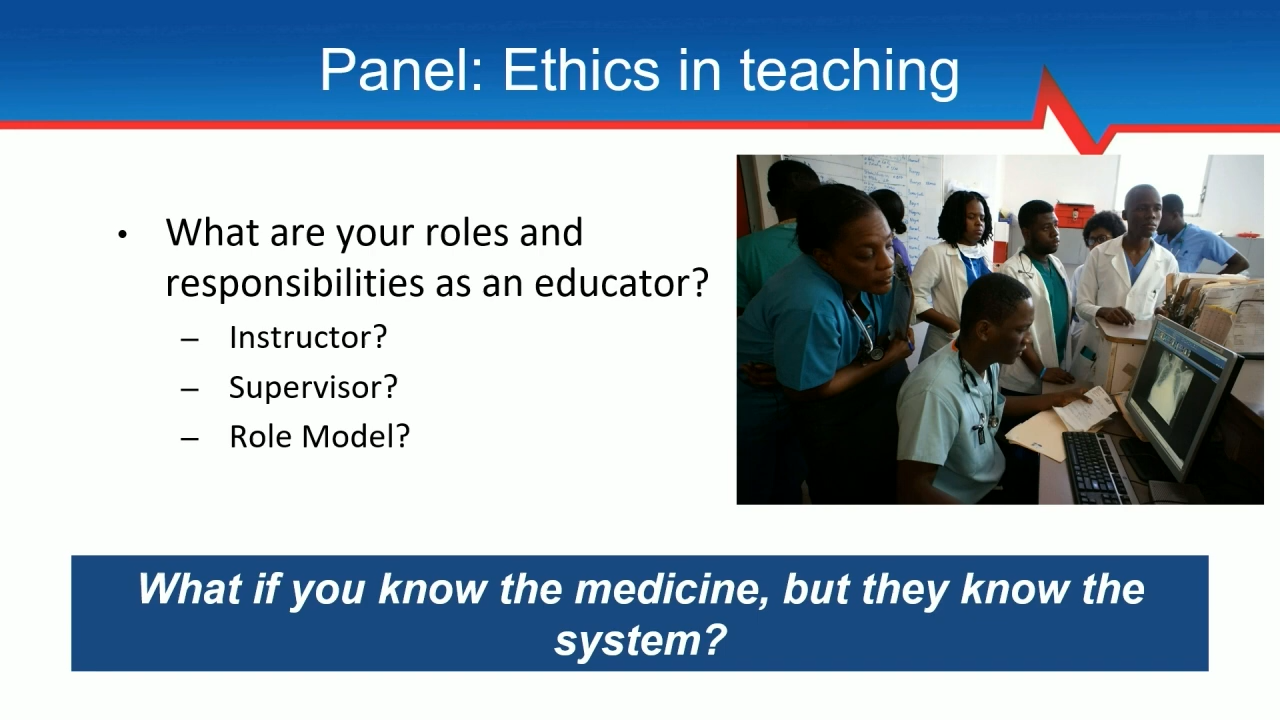 Panel: Ethics in teaching
• What are your roles and
responsibilities as an educator?
– Instructor?
– Supervisor?
– Role Model?
What if you know the medicine, but they know the
system?